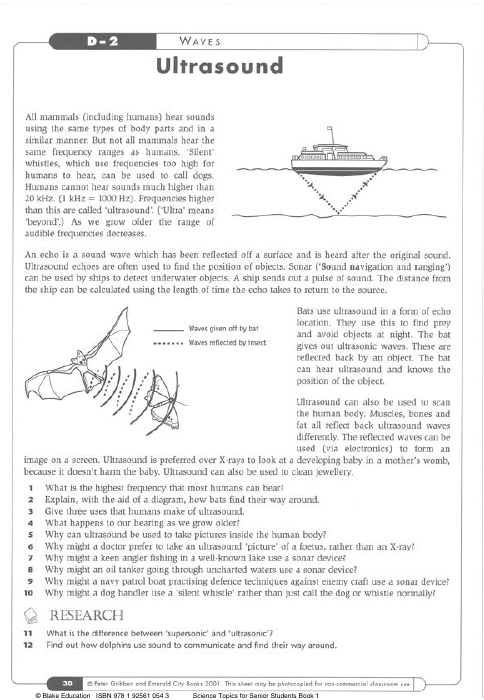 D-2 WAVES
Ultrasound
All mammals (including humans) hear sounds
using the same types of body parts and in a
similar manner. But not all mammals hear the
same frequency ranges as humans. 'Silent'
whistles, which use frequencies too high for
humans to hear, can be used to call dogs.
Humans cannot hear sounds much higher than
20 kHz. (1 kHz = 1000 Hz). Frequencies higher
than this are called 'ultrasound'. ('Ultra' means
'beyond'.) As we grow older the range of
audible frequencies decreases.
An echo is a sound wave which has been reflected off a surface and is heard after the original sound.
Ultrasound echoes are often used to find the position of objects. Sonar ('Sound navigation and ranging')
can be used by ships to detect underwater objects. A ship sends out a pulse of sound. The distance from
the ship can be calculated using the length of time the echo takes to return to the source.
Waves given off by bat
Waves reflected by insect
Bats use ultrasound in a form of echo
location. They use this to find prey
and avoid objects at night. The bat
gives out ultrasonic waves. These are
reflected back by an object. The bat
can hear ultrasound and knows the
position of the object.
Ultrasound can also be used to scan
the human body. Muscles, bones and
fat all reflect back ultrasound waves
differently. The reflected waves can be
used (via electronics) to form an
image on a screen. Ultrasound is preferred over X-rays to look at a developing baby in a mother's womb,
because it doesn't harm the baby. Ultrasound can also be used to clean jewellery.
1 What is the highest frequency that most humans can hear?
2 Explain, with the aid of a diagram, how bats find their way around.
3 Give three uses that humans make of ultrasound.
4 What happens to our hearing as we grow older?
5 Why can ultrasound be used to take pictures inside the human body?
6 Why might a doctor prefer to take an ultrasound 'picture' of a foetus, rather than an X-ray?
7 Why might a keen angler fishing in a well-known lake use a sonar device?
8 Why might an oil tanker going through uncharted waters use a sonar device?
9 Why might a navy patrol boat practising defence techniques against enemy craft use a sonar device?
10 Why might a dog handler use a 'silent whistle' rather than just call the dog or whistle normally?
RESEARCH
11 What is the difference between 'supersonic' and 'ultrasonic'?
12 Find out how dolphins use sound to communicate and find their way around.
30 © Peter Gribben and Emerald City Books 2001. This sheet may be photocopied for non-commercial classroom use.
© Blake Education ISBN 978 1 92561 054 3 Science Topics for Senior Students Book 1